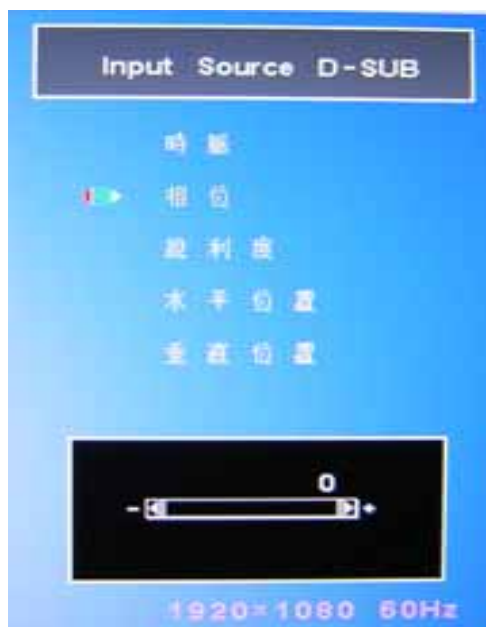 Input Source D-SUB
時脈
相位
銳利度
水平位置
垂直位置
0
- +
1920×1080 60Hz